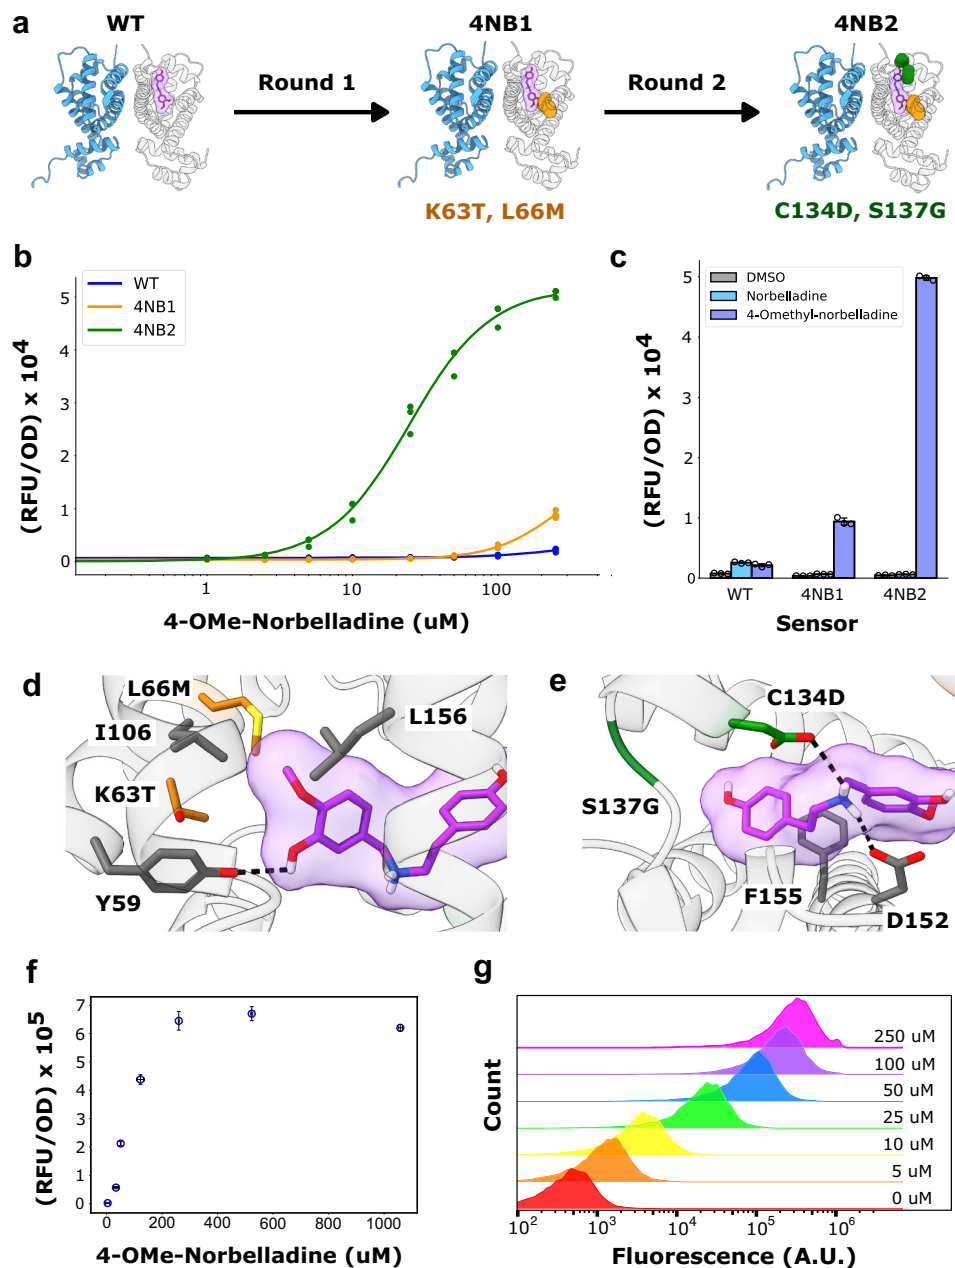 a
WT
4NB1
4NB2
Round 1
Round 2
K63T, L66M
C134D, S137G
b
WT
4NB1
4NB2
5
4
3
2
1
0
1
10
100
(RFU/OD) x 10^4
4-OMe-Norbelladine (uM)
c
DMSO
Norbelladine
4-Omethyl-norbelladine
5
4
3
2
1
0
WT
4NB1
4NB2
(RFU/OD) x 10^4
Sensor
d
L66M
I106
L156
K63T
Y59
e
C134D
S137G
F155
D152
f
7
6
5
4
3
2
1
0
0
200
400
600
800
1000
(RFU/OD) x 10^5
4-OMe-Norbelladine (uM)
g
250 uM
100 uM
50 uM
25 uM
10 uM
5 uM
0 uM
Count
10^2
10^3
10^4
10^5
10^6
Fluorescence (A.U.)